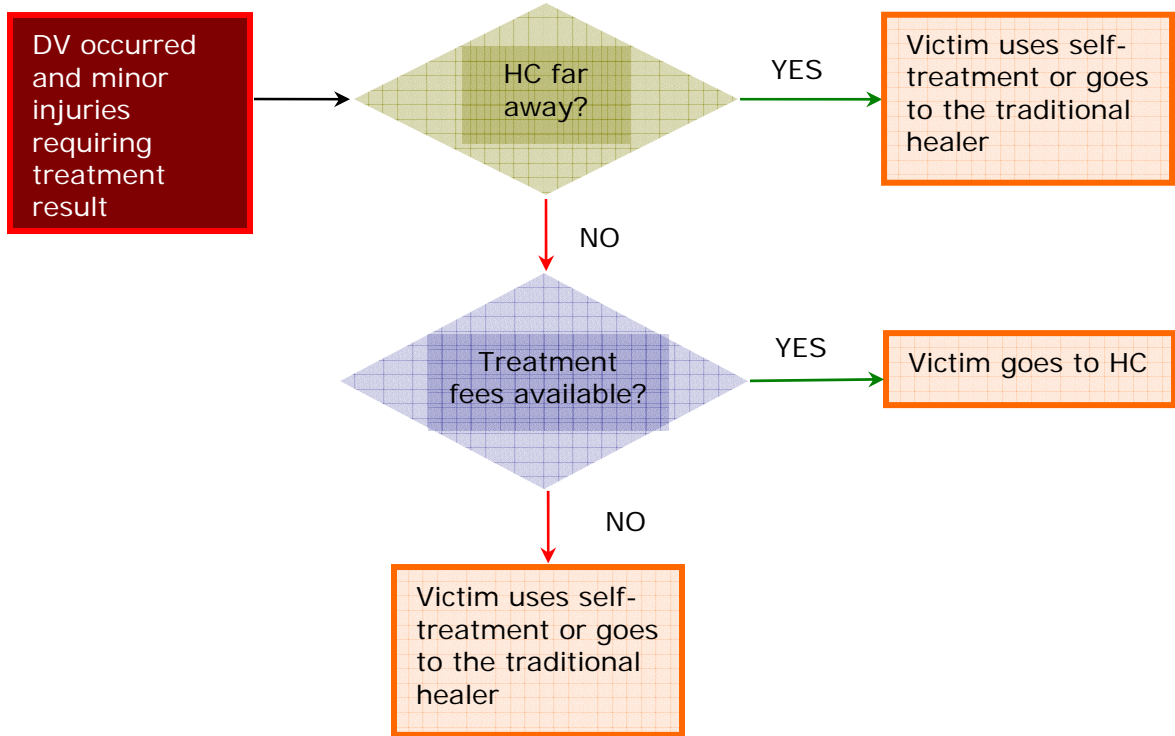 DV occurred
and minor
injuries
requiring
treatment
result
HC far
away?
YES
Victim uses self-
treatment or goes
to the traditional
healer
NO
Treatment
fees available?
YES
Victim goes to HC
NO
Victim uses self-
treatment or goes
to the traditional
healer